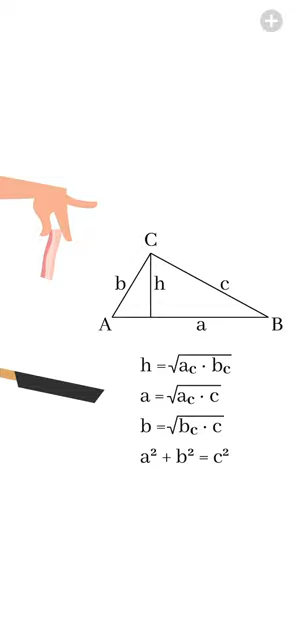 C
b h c
A a B
h = √a꜀ · b꜀
a = √a꜀ · c
b = √b꜀ · c
a² + b² = c²